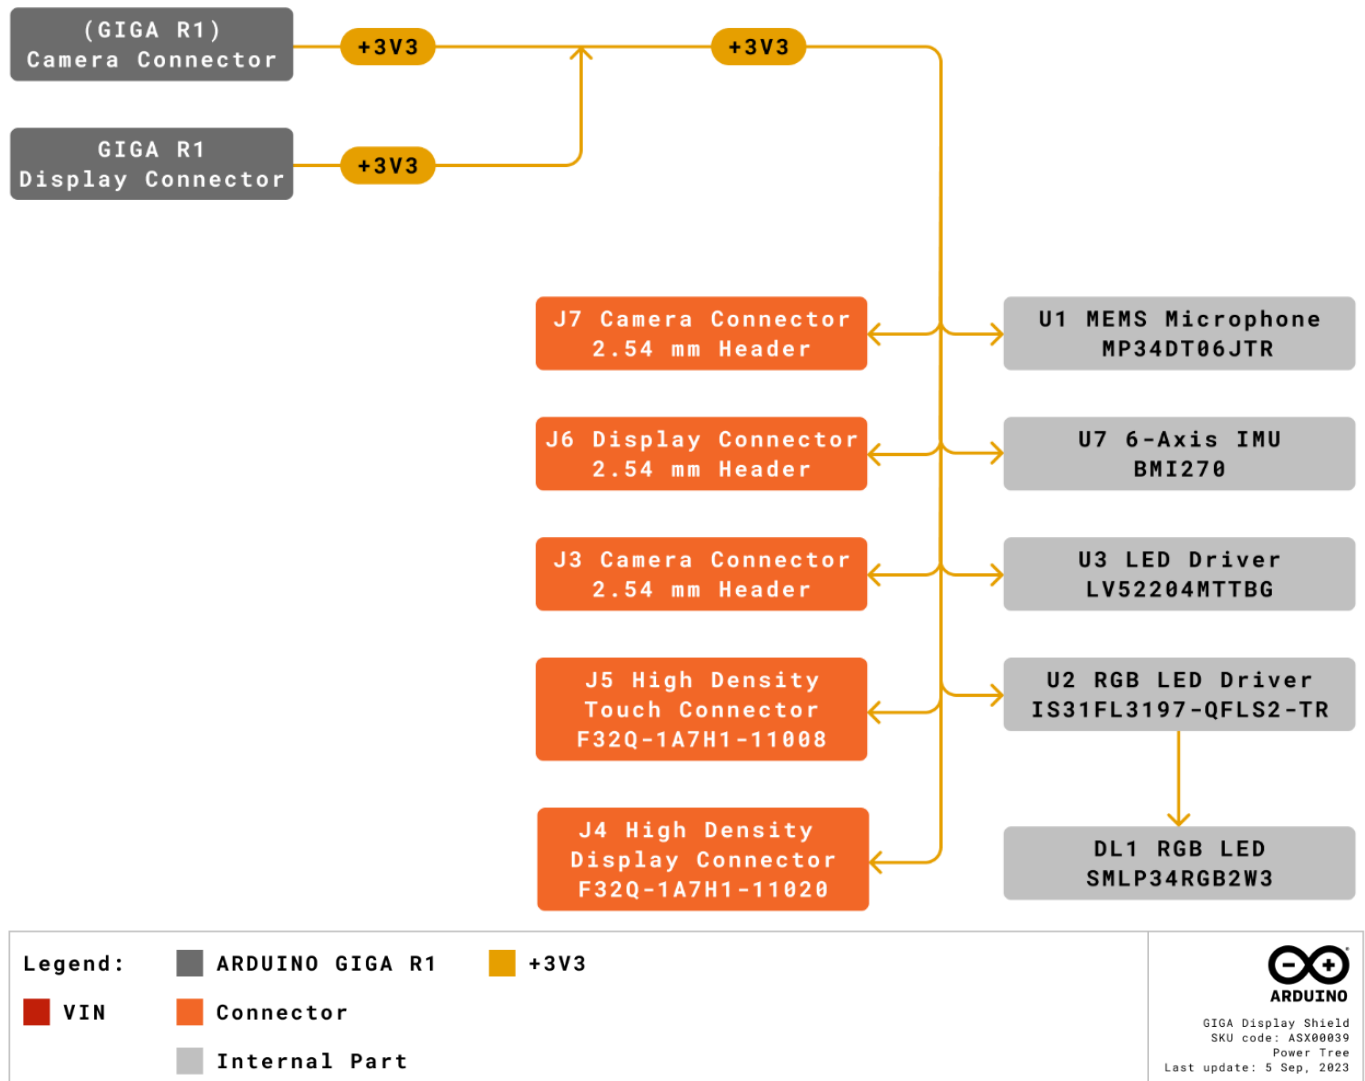 (GIGA R1)
Camera Connector
+3V3
+3V3
GIGA R1
Display Connector
+3V3
J7 Camera Connector
2.54 mm Header
U1 MEMS Microphone
MP34DT06JTR
J6 Display Connector
2.54 mm Header
U7 6-Axis IMU
BMI270
J3 Camera Connector
2.54 mm Header
U3 LED Driver
LV52204MTTBG
J5 High Density
Touch Connector
F32Q-1A7H1-11008
U2 RGB LED Driver
IS31FL3197-QFLS2-TR
J4 High Density
Display Connector
F32Q-1A7H1-11020
DL1 RGB LED
SMLP34RGB2W3
Legend:
ARDUINO GIGA R1
+3V3
VIN
Connector
Internal Part
ARDUINO
GIGA Display Shield
SKU code: ASX00039
Power Tree
Last update: 5 Sep, 2023